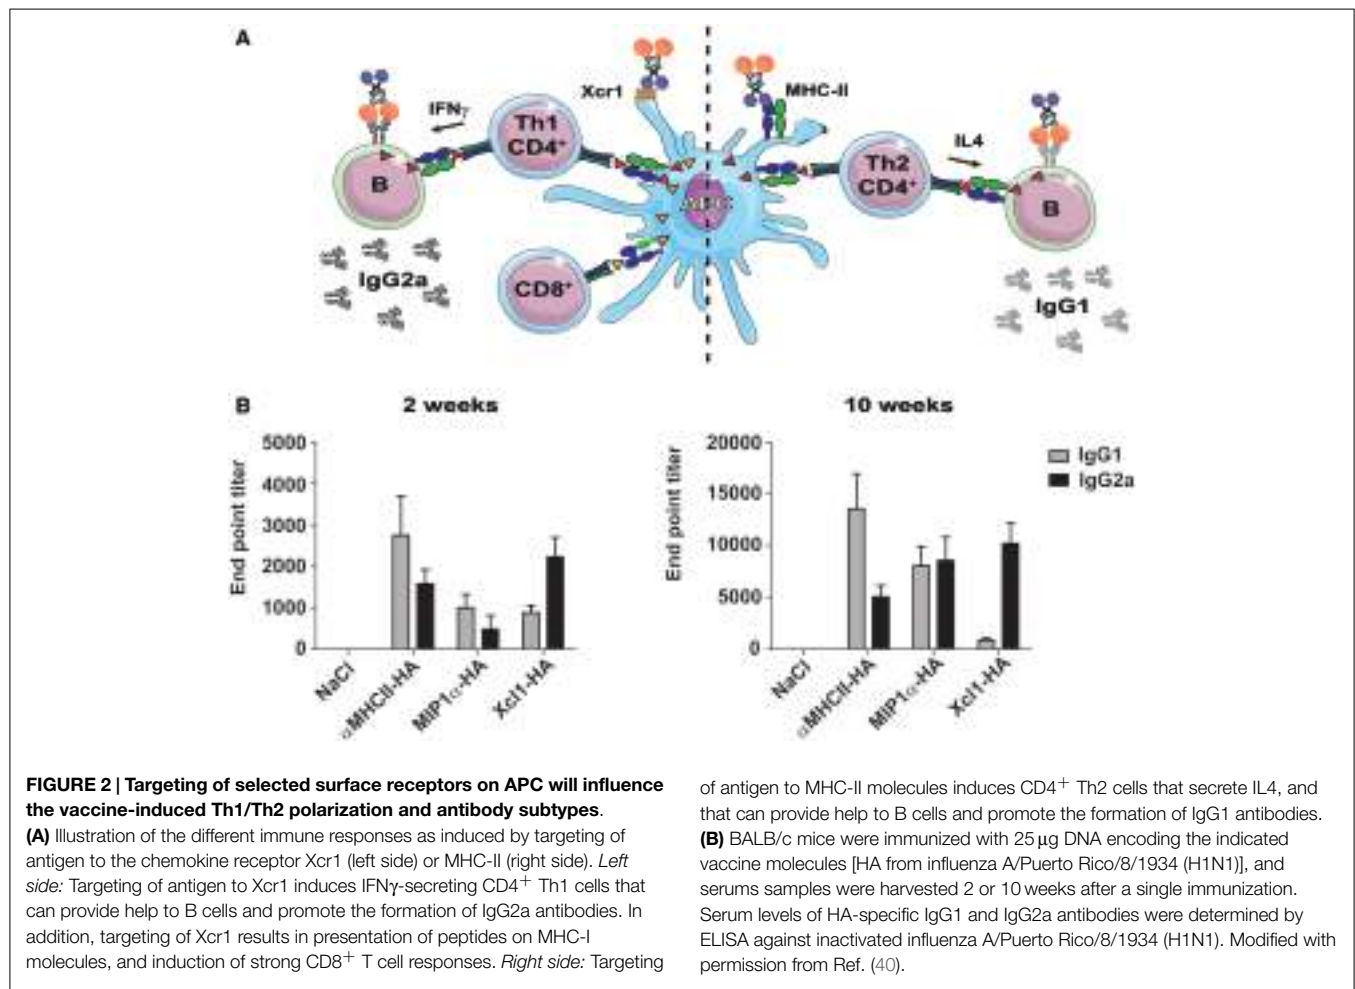 A
Xcr1
MHC-II
IFNγ
Th1
CD4+
B
IgG2a
CD8+
APC
Th2
CD4+
IL4
B
IgG1
B
2 weeks
End point titer
5000
4000
3000
2000
1000
0
NaCl
αMHCII-HA
MIP1α-HA
Xcl1-HA
10 weeks
End point titer
20000
15000
10000
5000
0
NaCl
αMHCII-HA
MIP1α-HA
Xcl1-HA
IgG1
IgG2a
FIGURE 2 | Targeting of selected surface receptors on APC will influence
the vaccine-induced Th1/Th2 polarization and antibody subtypes.
(A) Illustration of the different immune responses as induced by targeting of
antigen to the chemokine receptor Xcr1 (left side) or MHC-II (right side). Left
side: Targeting of antigen to Xcr1 induces IFNγ-secreting CD4+ Th1 cells that
can provide help to B cells and promote the formation of IgG2a antibodies. In
addition, targeting of Xcr1 results in presentation of peptides on MHC-I
molecules, and induction of strong CD8+ T cell responses. Right side: Targeting
of antigen to MHC-II molecules induces CD4+ Th2 cells that secrete IL4, and
that can provide help to B cells and promote the formation of IgG1 antibodies.
(B) BALB/c mice were immunized with 25 μg DNA encoding the indicated
vaccine molecules [HA from influenza A/Puerto Rico/8/1934 (H1N1)], and
serums samples were harvested 2 or 10 weeks after a single immunization.
Serum levels of HA-specific IgG1 and IgG2a antibodies were determined by
ELISA against inactivated influenza A/Puerto Rico/8/1934 (H1N1). Modified with
permission from Ref. (40).